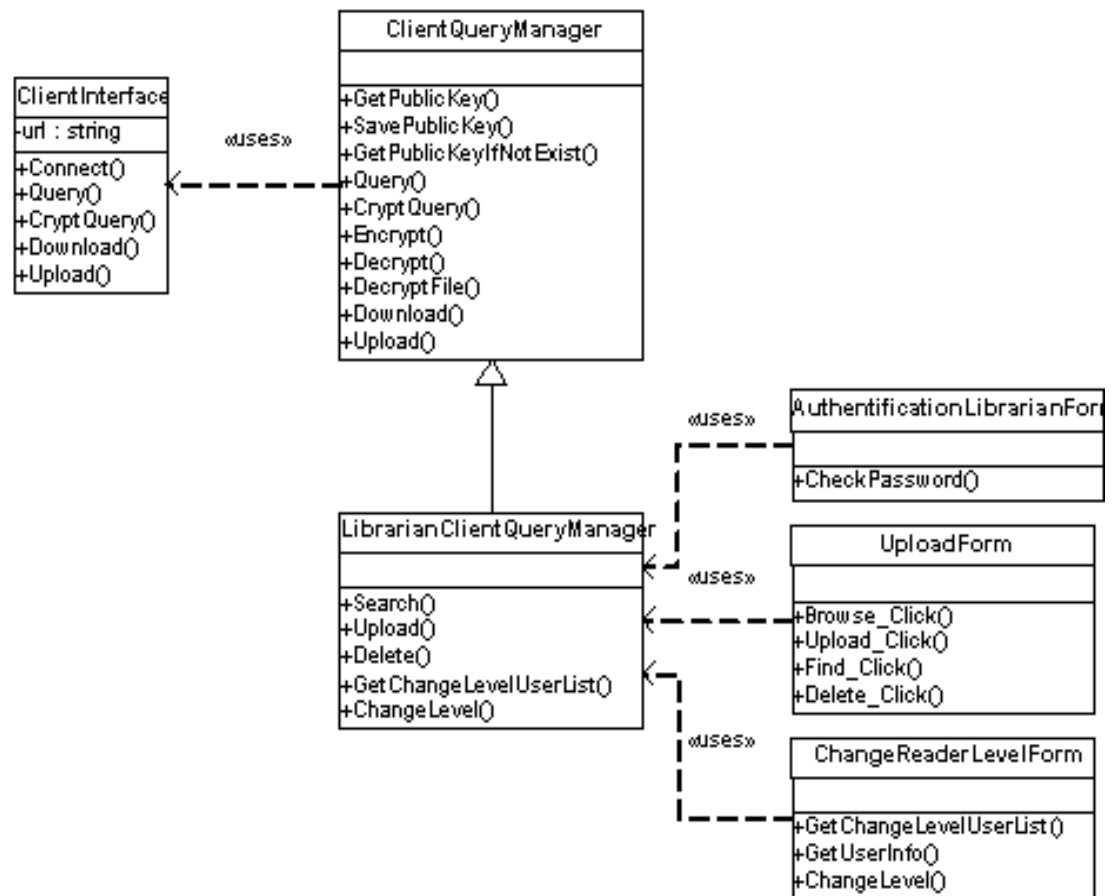 ClientQueryManager
+GetPublicKey()
+SavePublicKey()
+GetPublicKeyIfNotExist()
+Query()
+CryptQuery()
+Encrypt()
+Decrypt()
+DecryptFile()
+Download()
+Upload()
ClientInterface
-url : string
+Connect()
+Query()
+CryptQuery()
+Download()
+Upload()
«uses»
LibrarianClientQueryManager
+Search()
+Upload()
+Delete()
+GetChangeLevelUserList()
+ChangeLevel()
«uses»
AuthentificationLibrarianForm
+CheckPassword()
«uses»
UploadForm
+Browse_Click()
+Upload_Click()
+Find_Click()
+Delete_Click()
«uses»
ChangeReaderLevelForm
+GetChangeLevelUserList()
+GetUserInfo()
+ChangeLevel()